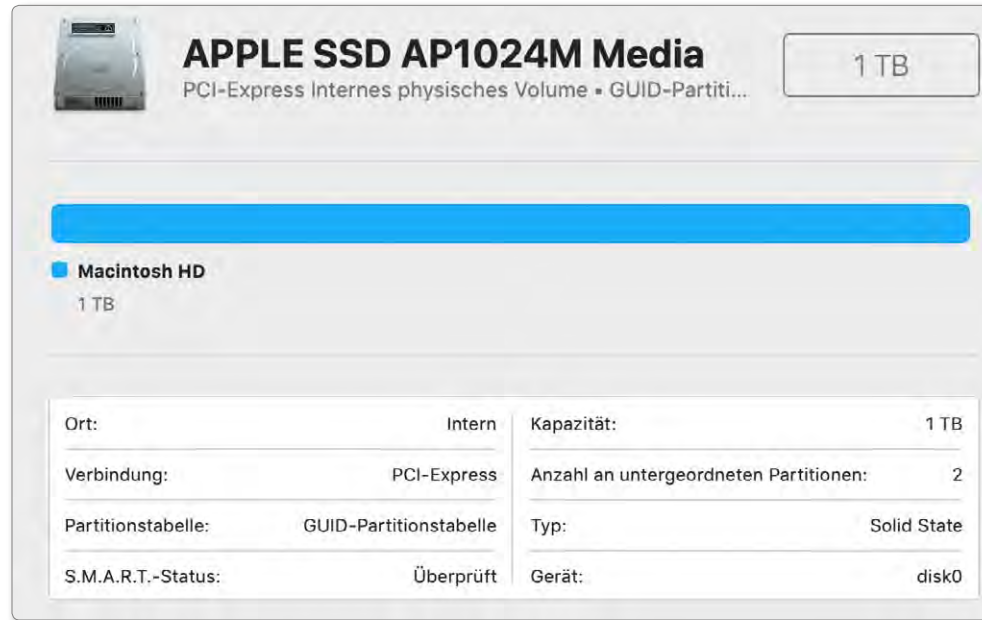 APPLE SSD AP1024M Media
1 TB
PCI-Express Internes physisches Volume • GUID-Partiti...
Macintosh HD
1 TB
Ort: Intern
Kapazität: 1 TB
Verbindung: PCI-Express
Anzahl an untergeordneten Partitionen: 2
Partitionstabelle: GUID-Partitionstabelle
Typ: Solid State
S.M.A.R.T.-Status: Überprüft
Gerät: disk0